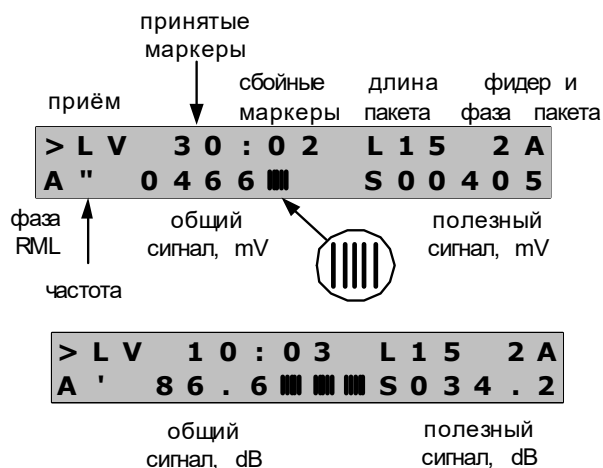 принятые
маркеры
приём
сбойные маркеры
длина пакета
фидер и фаза пакета
>LV 30:02 L15 2A
A" 0466 S00405
фаза RML
общий сигнал, mV
полезный сигнал, mV
частота
>LV 10:03 L15 2A
A' 86.6 S034.2
общий сигнал, dB
полезный сигнал, dB